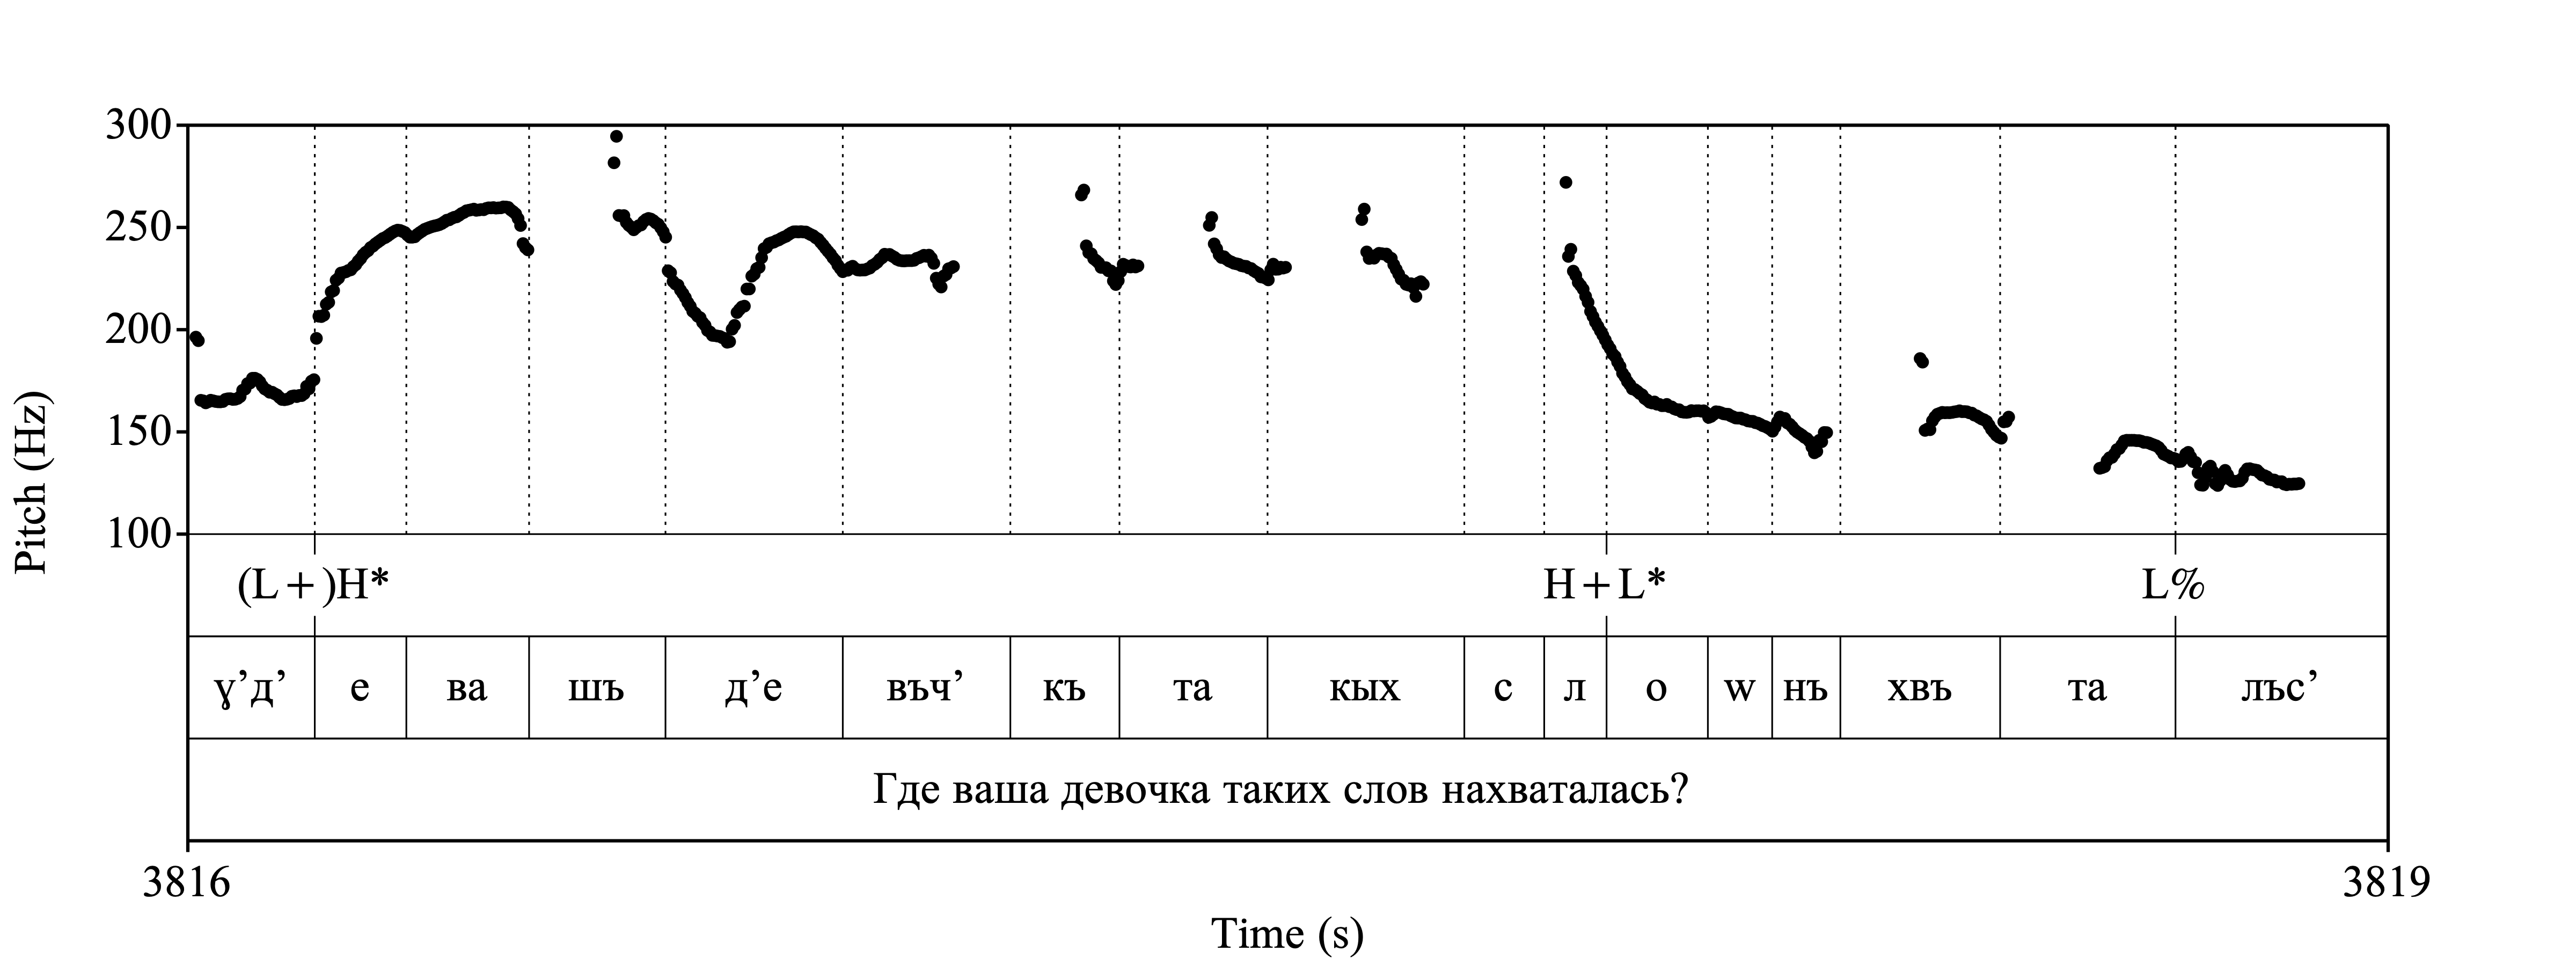 300
250
200
150
100
Pitch (Hz)
(L+)H* H+L* L%
ɣ’д’ е ва шъ д’е въч’ къ та кых с л о w нъ хвъ та лъс’
Где ваша девочка таких слов нахваталась?
3816 3819
Time (s)